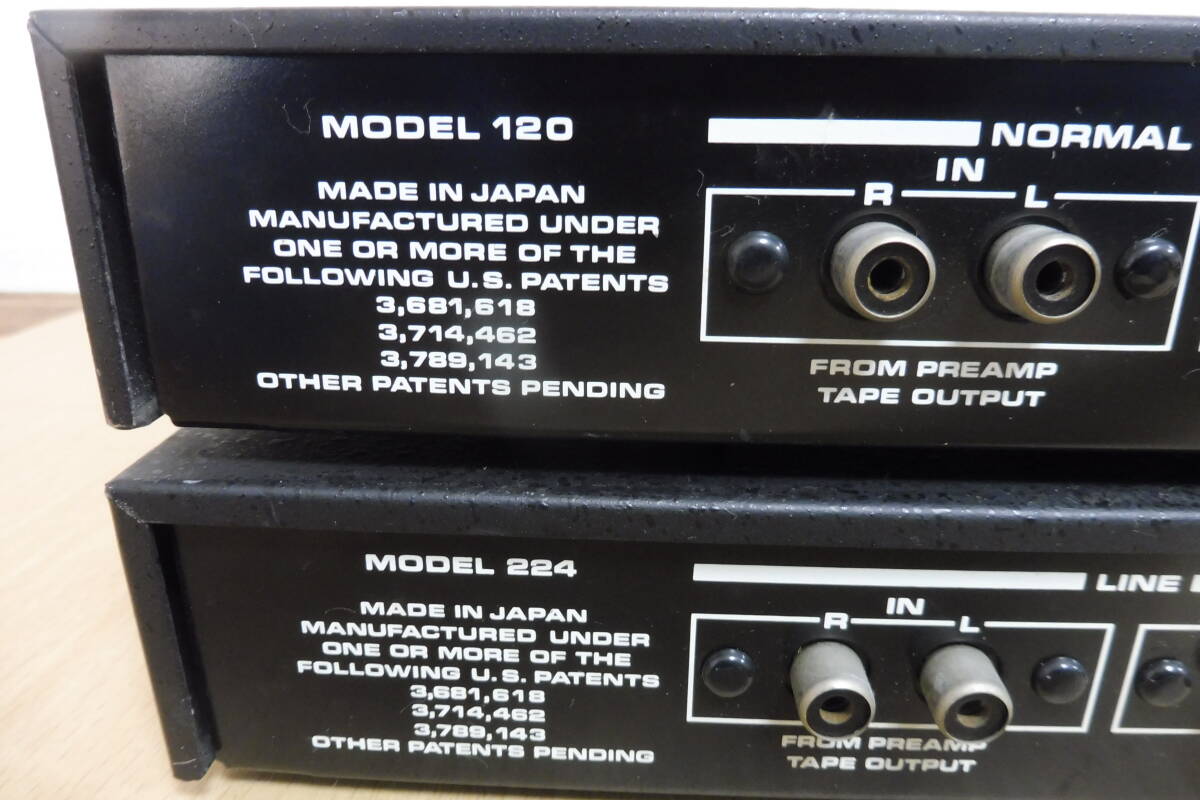 MODEL 120
MADE IN JAPAN
MANUFACTURED UNDER
ONE OR MORE OF THE
FOLLOWING U.S. PATENTS
3,681,618
3,714,462
3,789,143
OTHER PATENTS PENDING
NORMAL
IN
R L
FROM PREAMP
TAPE OUTPUT
MODEL 224
MADE IN JAPAN
MANUFACTURED UNDER
ONE OR MORE OF THE
FOLLOWING U.S. PATENTS
3,681,618
3,714,462
3,789,143
OTHER PATENTS PENDING
LINE
IN
R L
FROM PREAMP
TAPE OUTPUT